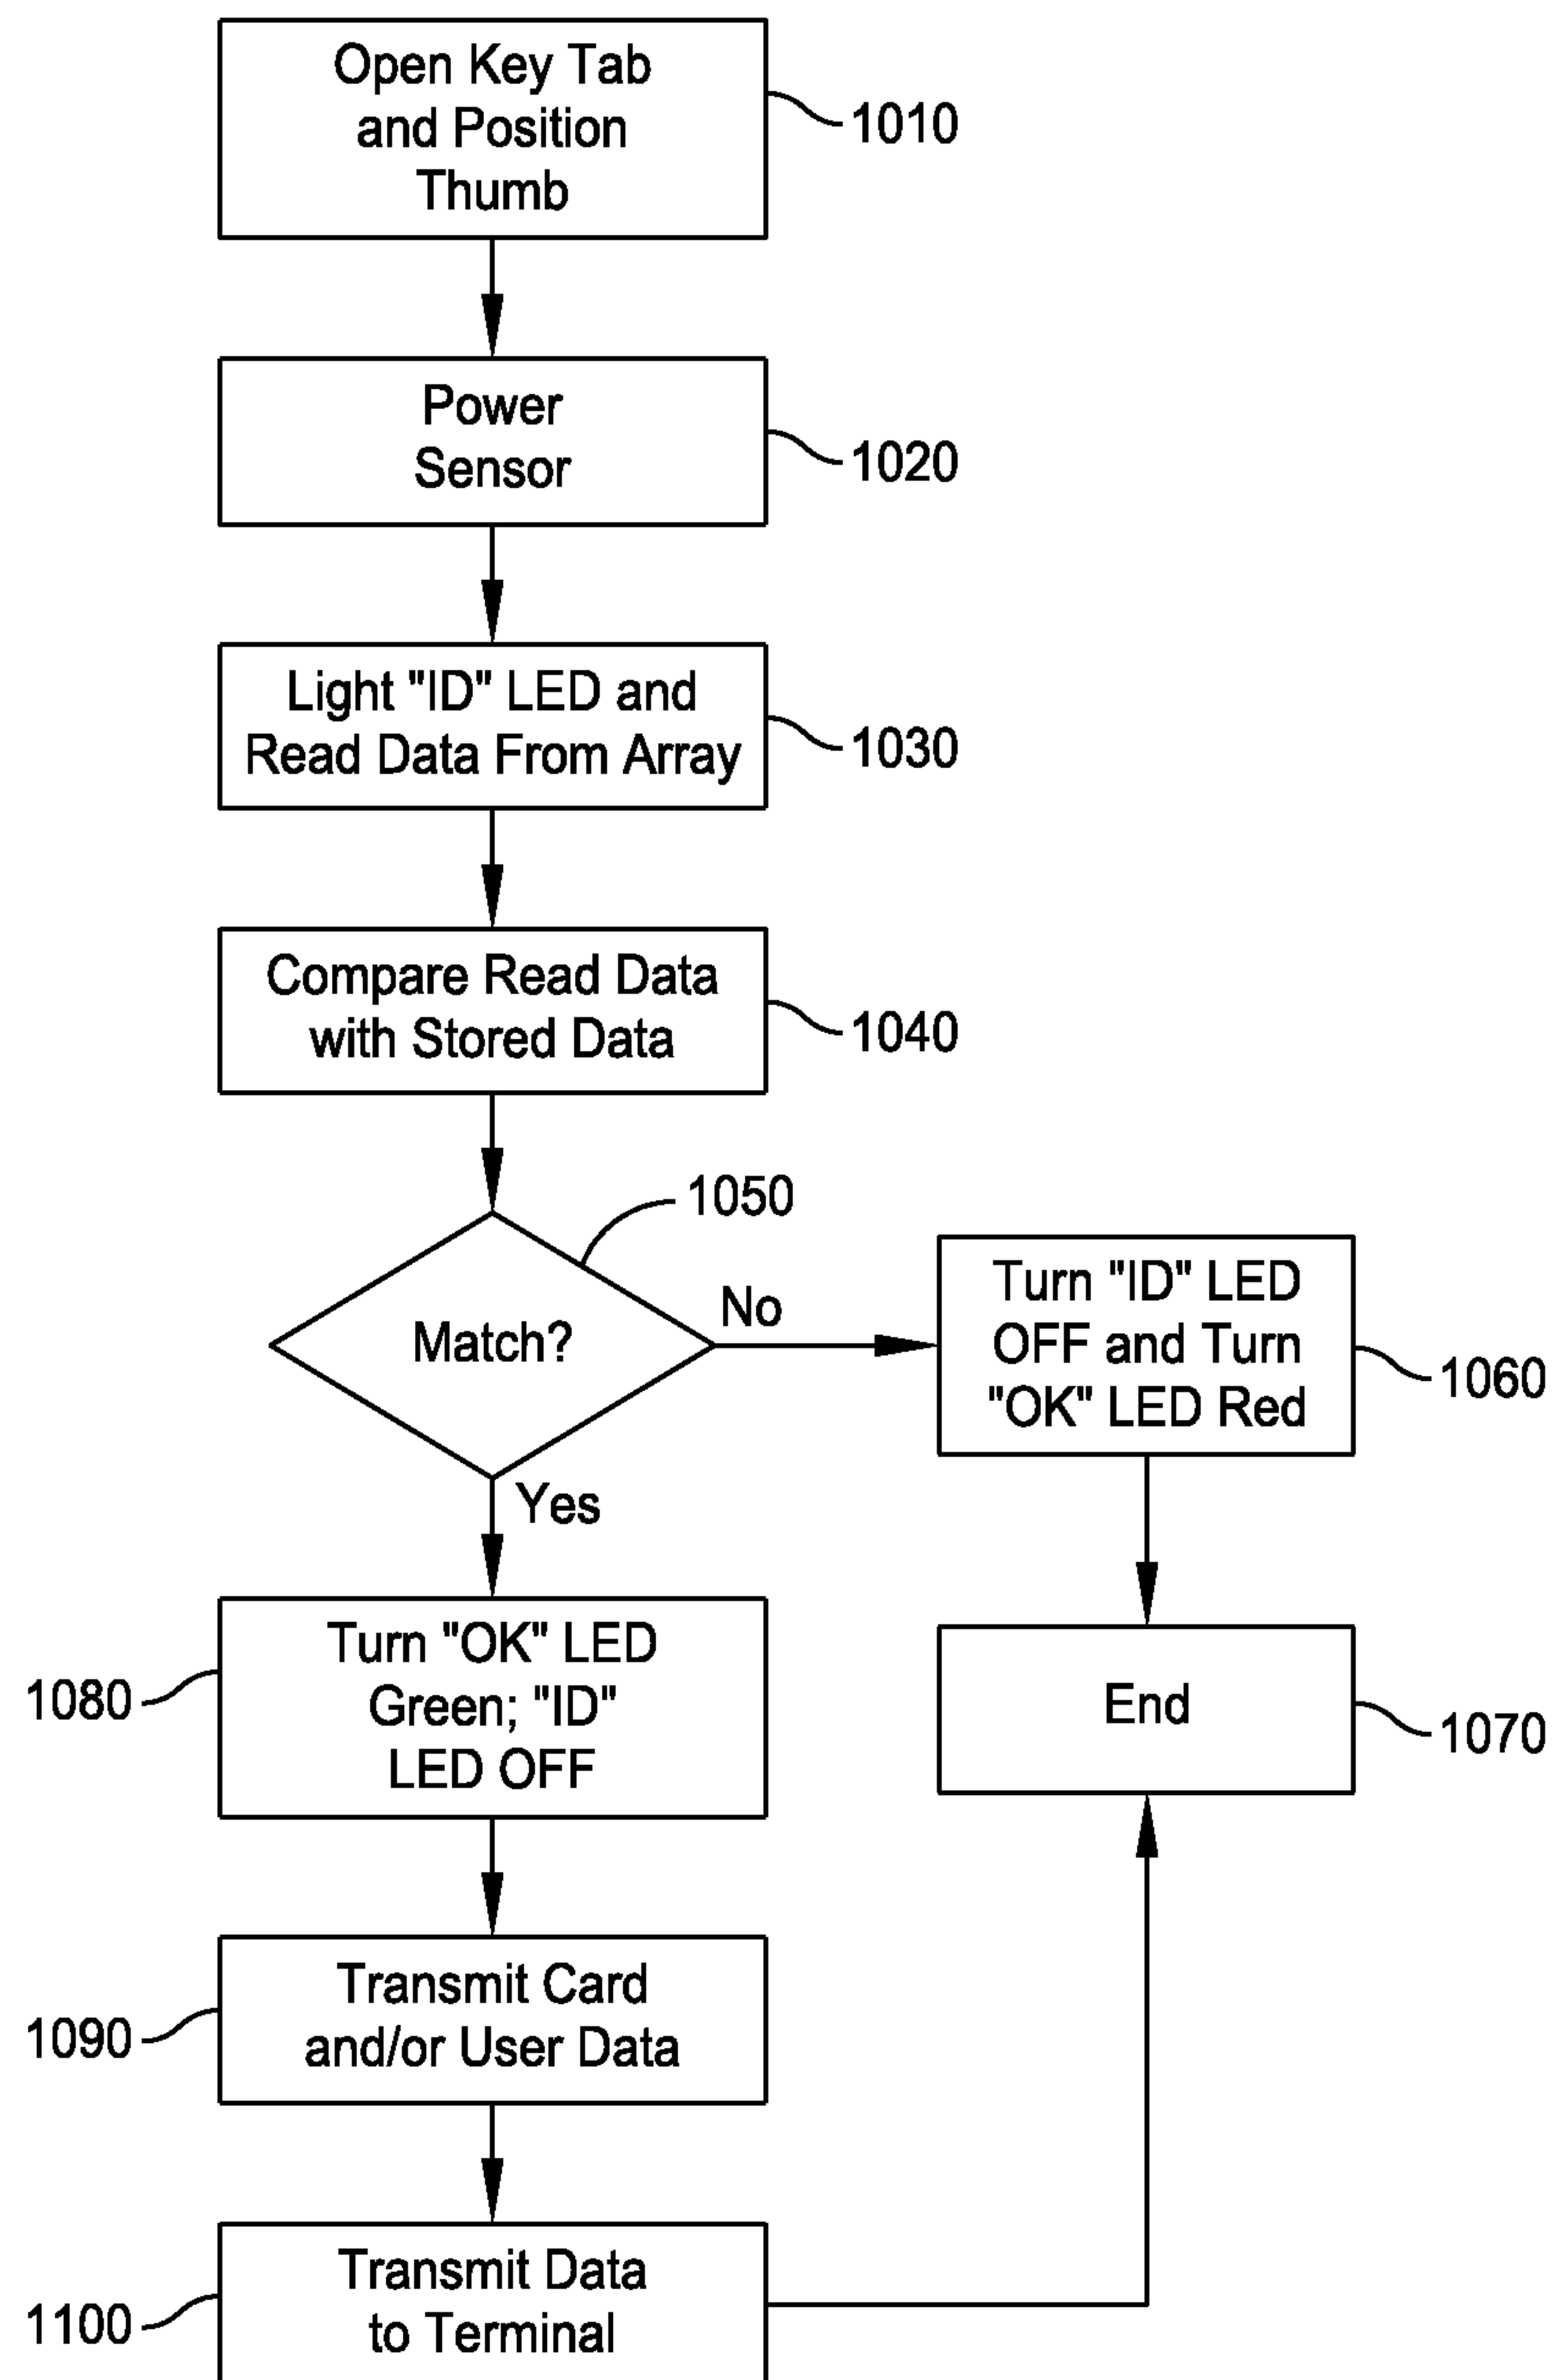 Open Key Tab
and Position
Thumb
1010
Power
Sensor
1020
Light "ID" LED and
Read Data From Array
1030
Compare Read Data
with Stored Data
1040
1050
Match?
No
Turn "ID" LED
OFF and Turn
"OK" LED Red
1060
Yes
Turn "OK" LED
Green; "ID"
LED OFF
1080
End
1070
Transmit Card
and/or User Data
1090
Transmit Data
to Terminal
1100